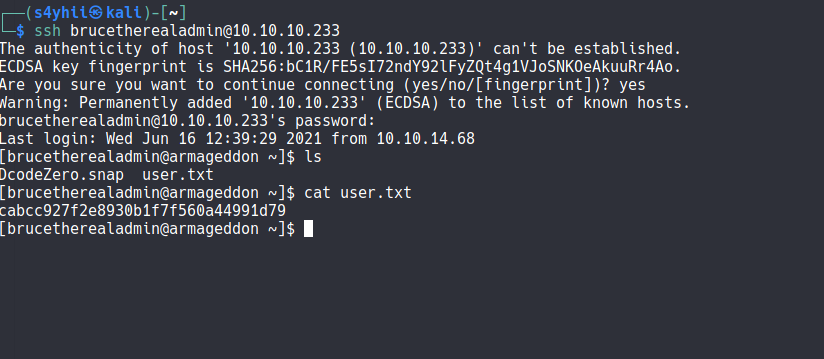 ┌──(s4yhii㉿kali)-[~]
└─$ ssh brucetherealadmin@10.10.10.233
The authenticity of host '10.10.10.233 (10.10.10.233)' can't be established.
ECDSA key fingerprint is SHA256:bC1R/FE5sI72ndY92lFyZQt4g1VJoSNKOeAkuuRr4Ao.
Are you sure you want to continue connecting (yes/no/[fingerprint])? yes
Warning: Permanently added '10.10.10.233' (ECDSA) to the list of known hosts.
brucetherealadmin@10.10.10.233's password:
Last login: Wed Jun 16 12:39:29 2021 from 10.10.14.68
[brucetherealadmin@armageddon ~]$ ls
DcodeZero.snap  user.txt
[brucetherealadmin@armageddon ~]$ cat user.txt
cabcc927f2e8930b1f7f560a44991d79
[brucetherealadmin@armageddon ~]$